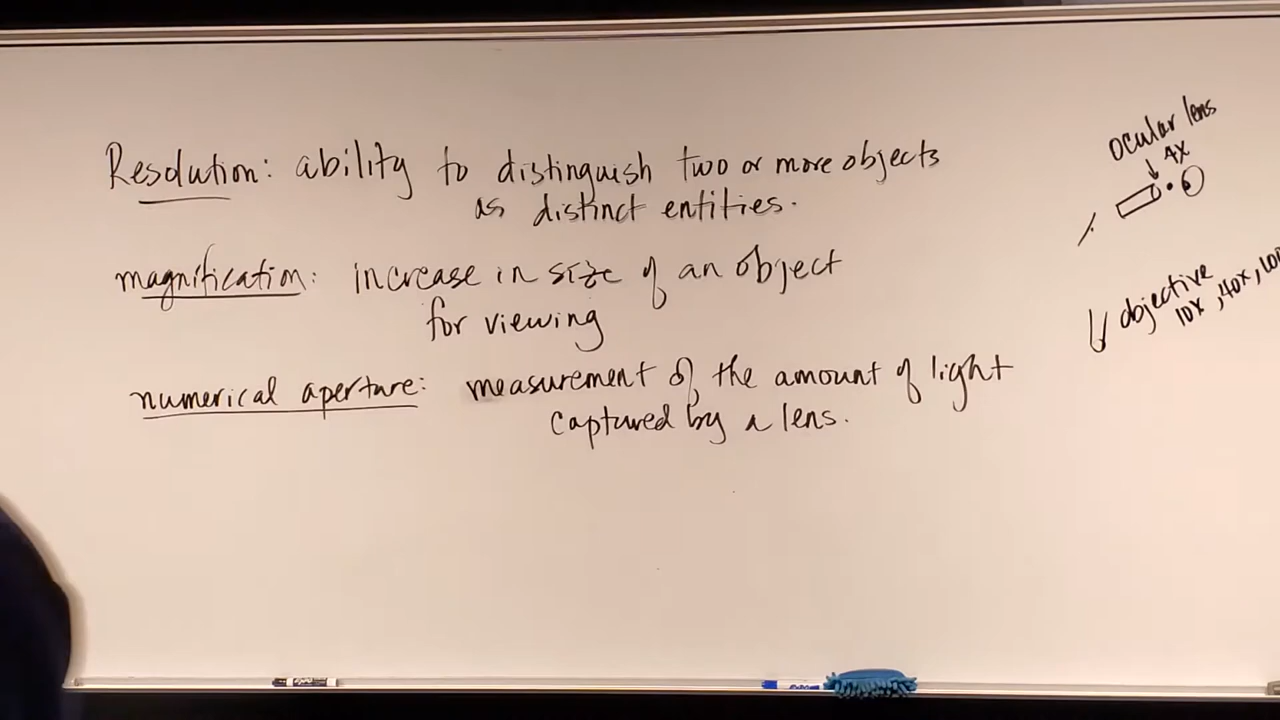 Resolution: ability to distinguish two or more objects
as distinct entities.
magnification: increase in size of an object
for viewing
numerical aperture: measurement of the amount of light
captured by a lens.
ocular lens
4x
objective
10x, 40x,